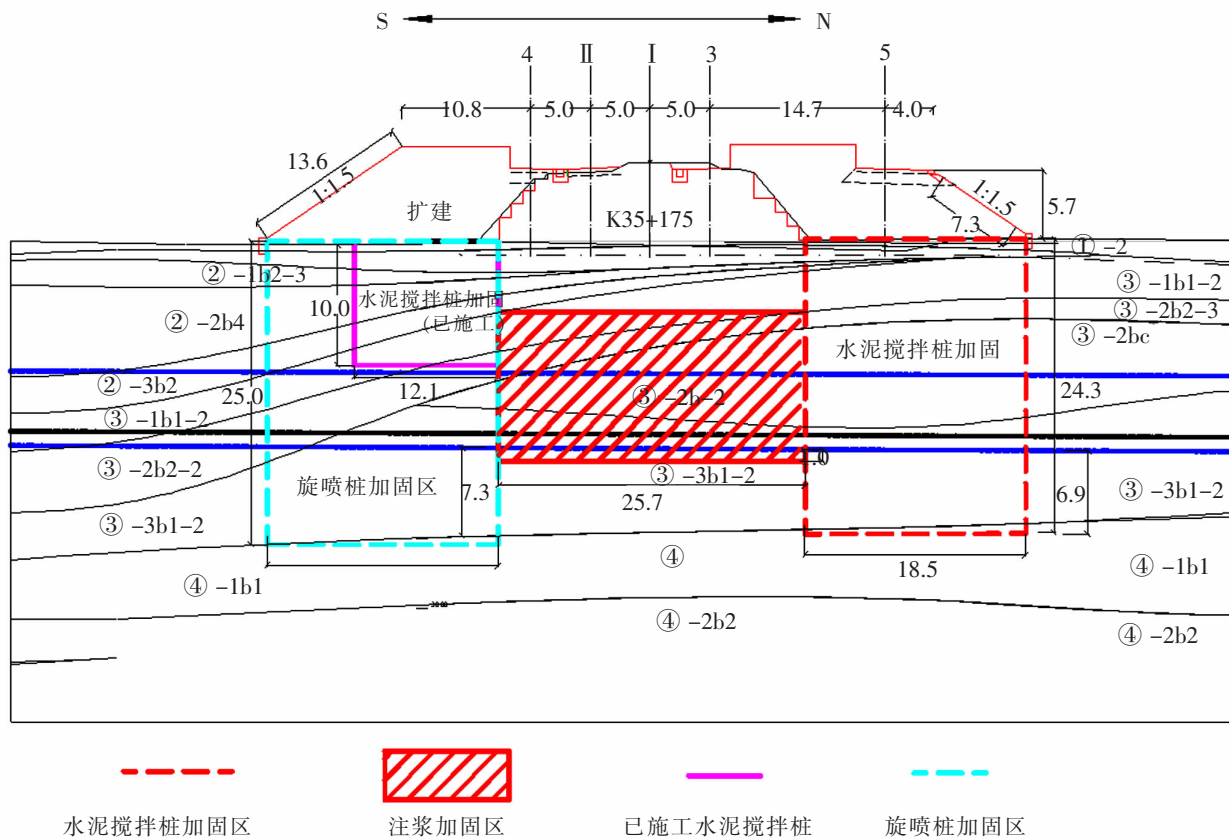 S N
4 Ⅱ Ⅰ 3 5
10.8 5.0 5.0 5.0 14.7 4.0
13.6
1:1.5
扩建
K35+175
1:1.5
7.3
5.7
①-2
②-1b2-3
②-2b4
10.0
水泥搅拌桩加固
(已施工
③-1b1-2
③-2b2-3
③-2bc
水泥搅拌桩加固
②-3b2
25.0
12.1
③-2b-2
24.3
③-1b1-2
③-2b2-2
旋喷桩加固区
7.3
③-3b1-2
1.0
25.7
6.9
③-3b1-2
③-3b1-2
④-1b1
④
18.5
④-1b1
④-2b2
④-2b2
水泥搅拌桩加固区
注浆加固区
已施工水泥搅拌桩
旋喷桩加固区